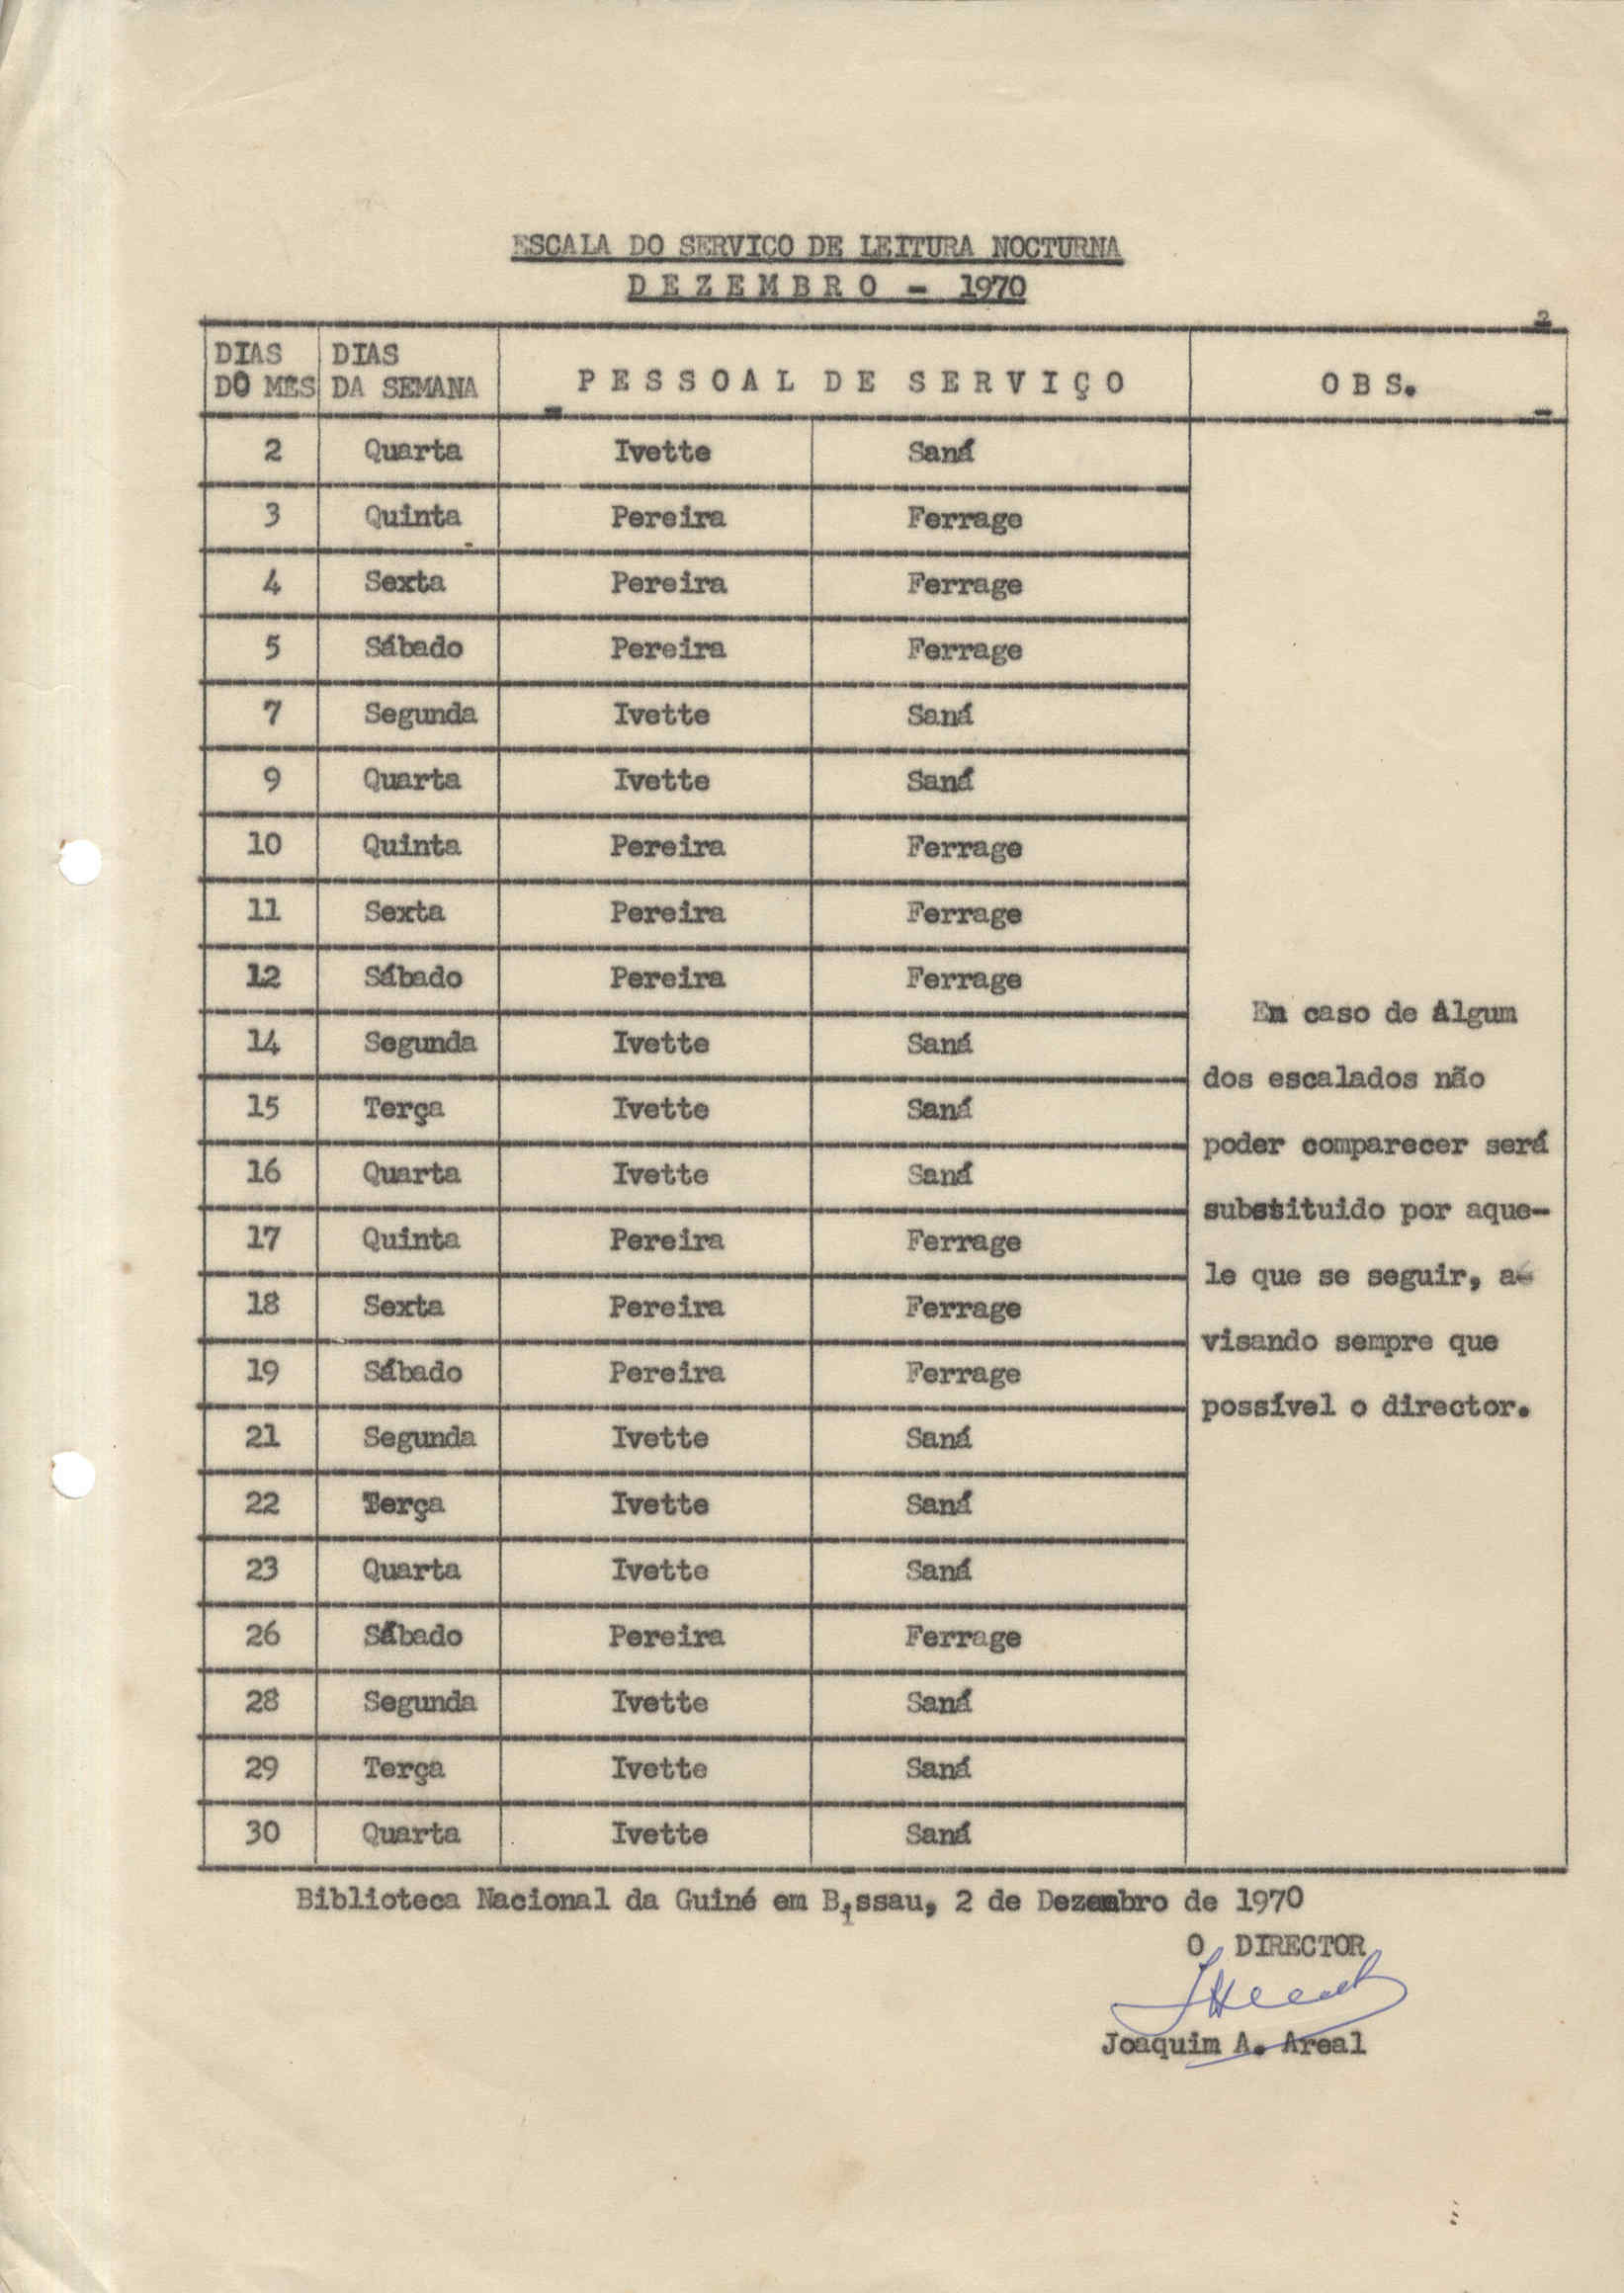 ESCALA DO SERVICO DE LEITURA NOCTURNA
DEZEMBRO - 1970
DIAS DO MÊS DIAS DA SEMANA PESSOAL DE SERVIÇO OBS.
2 Quarta Ivette Saná
3 Quinta Pereira Ferrage
4 Sexta Pereira Ferrage
5 Sábado Pereira Ferrage
7 Segunda Ivette Saná
9 Quarta Ivette Saná
10 Quinta Pereira Ferrage
11 Sexta Pereira Ferrage
12 Sábado Pereira Ferrage
14 Segunda Ivette Saná
15 Terça Ivette Saná
16 Quarta Ivette Saná
17 Quinta Pereira Ferrage
18 Sexta Pereira Ferrage
19 Sábado Pereira Ferrage
21 Segunda Ivette Saná
22 Terça Ivette Saná
23 Quarta Ivette Saná
26 Sábado Pereira Ferrage
28 Segunda Ivette Saná
29 Terça Ivette Saná
30 Quarta Ivette Saná
Em caso de Algum
dos escalados não
poder comparecer será
substituido por aque-
le que se seguir, a-
visando sempre que
possível o director.
Biblioteca Nacional da Guiné em Bissau, 2 de Dezembro de 1970
O DIRECTOR
Joaquim A. Areal